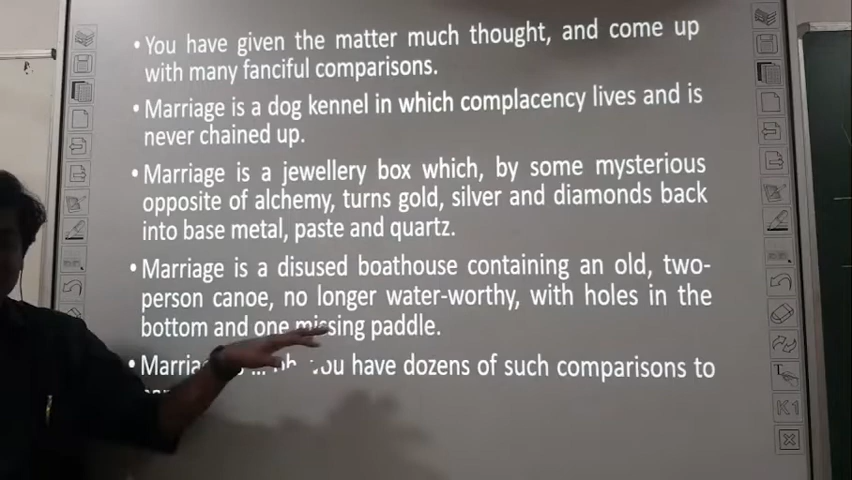 • You have given the matter much thought, and come up
with many fanciful comparisons.
• Marriage is a dog kennel in which complacency lives and is
never chained up.
• Marriage is a jewellery box which, by some mysterious
opposite of alchemy, turns gold, silver and diamonds back
into base metal, paste and quartz.
• Marriage is a disused boathouse containing an old, two-
person canoe, no longer water-worthy, with holes in the
bottom and one missing paddle.
• have dozens of such comparisons to